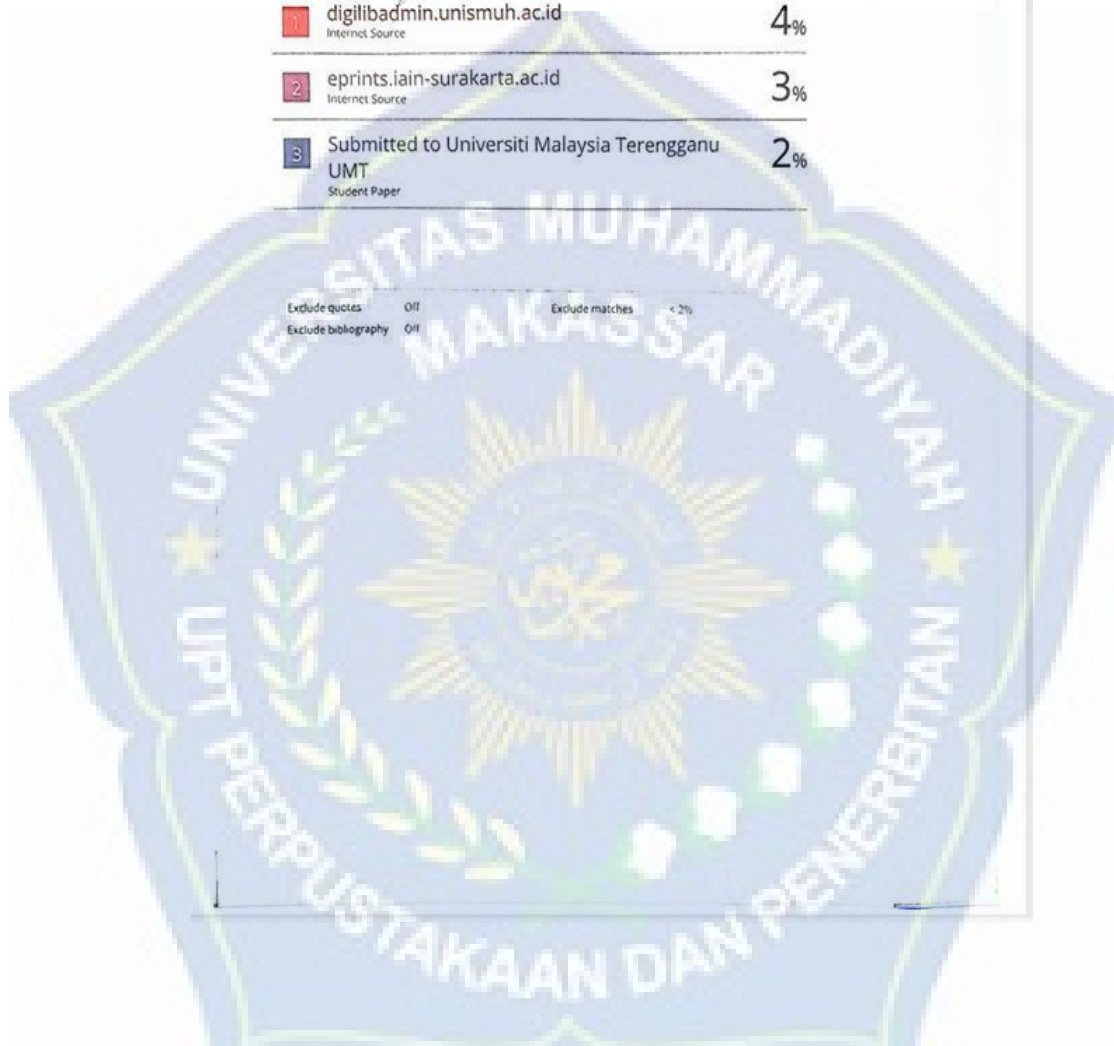 1 digilibadmin.unismuh.ac.id 4%
Internet Source
2 eprints.iain-surakarta.ac.id 3%
Internet Source
3 Submitted to Universiti Malaysia Terengganu 2%
UMT
Student Paper
Exclude quotes Off Exclude matches < 2%
Exclude bibliography Off
UNIVERSITAS MUHAMMADIYAH
MAKASSAR
UPT PERPUSTAKAAN DAN PENERBITAN